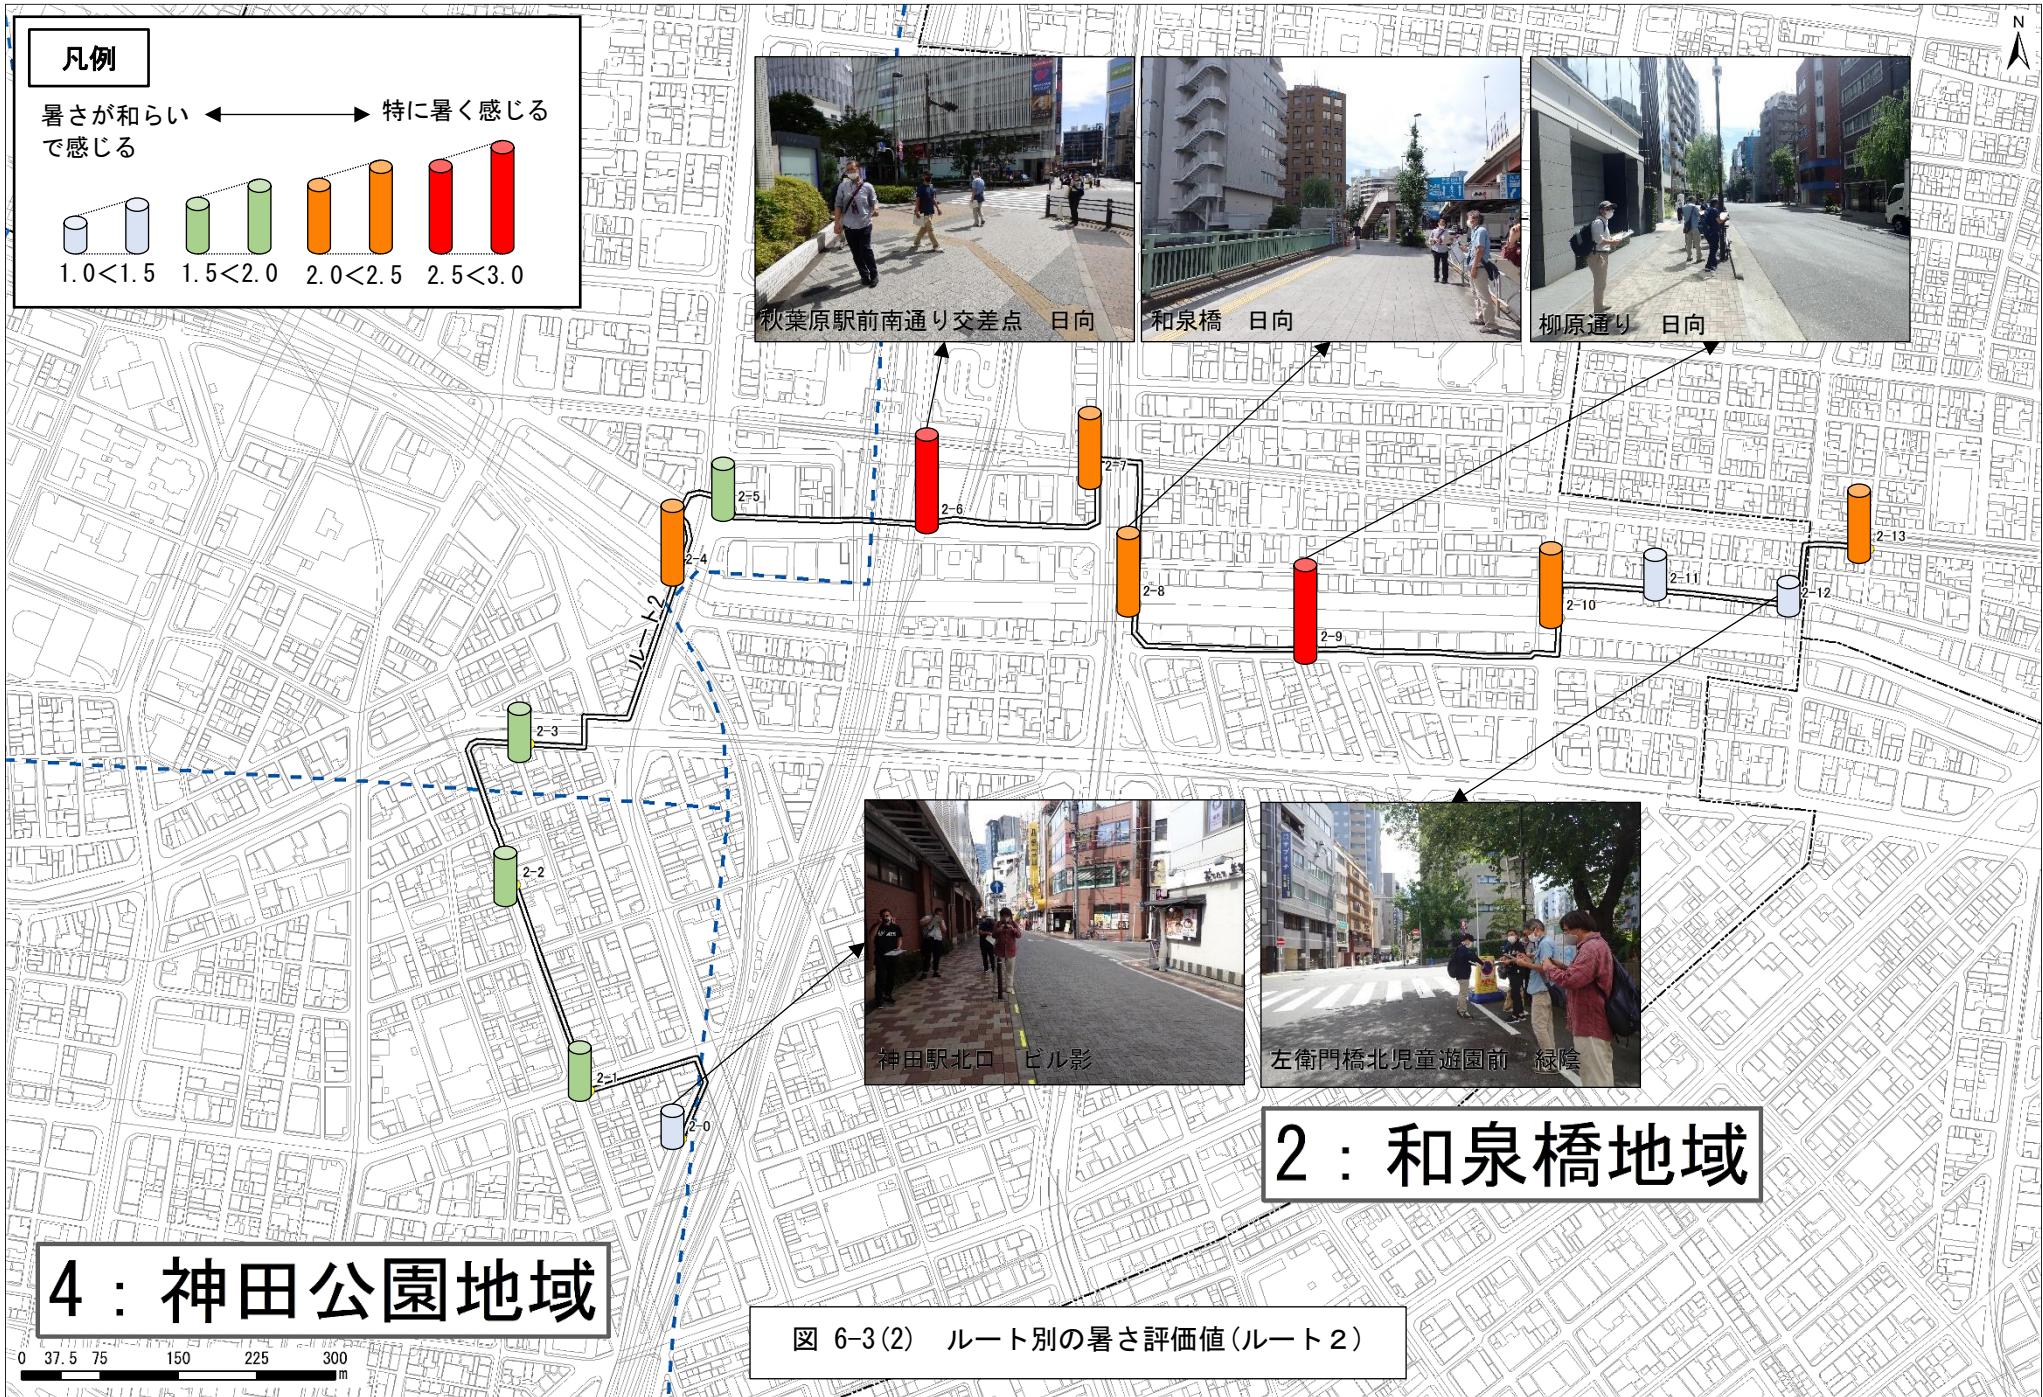 凡例
暑さが和らい
で感じる
特に暑く感じる
1.0<1.5
1.5<2.0
2.0<2.5
2.5<3.0
N
秋葉原駅前南通り交差点　日向
和泉橋　日向
柳原通り　日向
2-7
2-5
2-6
2-13
2-4
2-11
2-8
2-12
2-10
ルート2
2-9
2-3
2-2
2-1
2-0
神田駅北口　ビル影
左衛門橋北児童遊園前　緑陰
2：和泉橋地域
4：神田公園地域
図 6-3(2)　ルート別の暑さ評価値(ルート２)
0 37.5 75 150 225 300
m